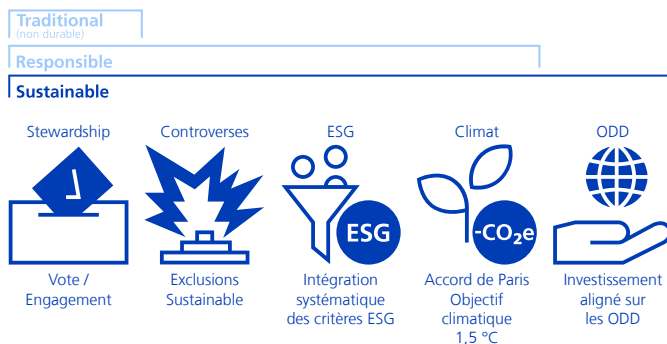 Traditional
(non durable)
Responsible
Sustainable
Stewardship
Controverses
ESG
Climat
ODD
ESG
-CO₂e
Vote /
Engagement
Exclusions
Sustainable
Intégration
systématique
des critères ESG
Accord de Paris
Objectif
climatique
1,5 °C
Investissement
aligné sur
les ODD